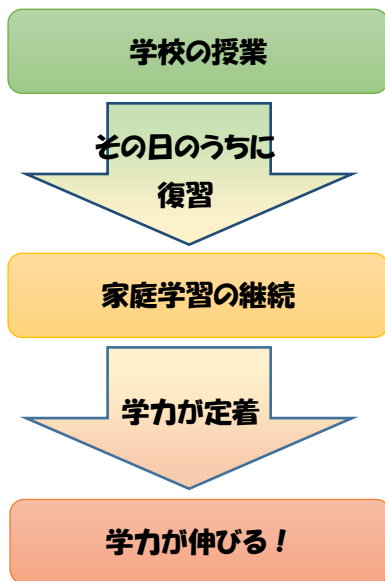 学校の授業
その日のうちに
復習
家庭学習の継続
学力が定着
学力が伸びる！